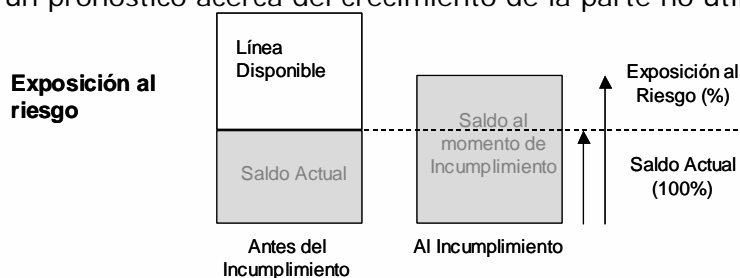 un pronóstico acerca del crecimiento de la parte no
Línea
Disponible
Exposición al
riesgo
Saldo Actual
Saldo al
momento de
Incumplimiento
Exposición al
Riesgo (%)
Saldo Actual
(100%)
Antes del
Incumplimiento
Al Incumplimiento